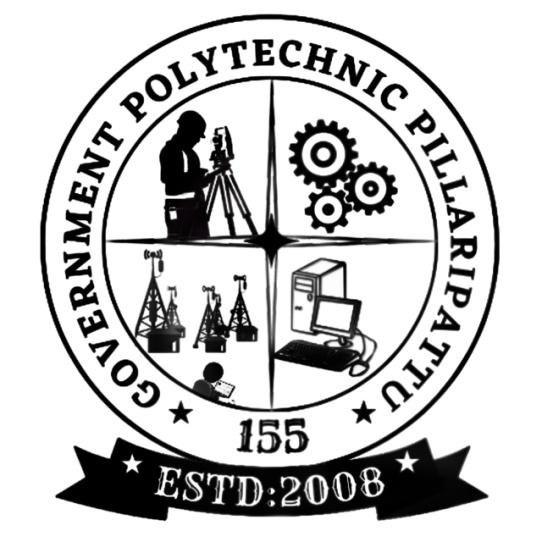 GOVERNMENT POLYTECHNIC PILLARIPATTU
155
ESTD:2008